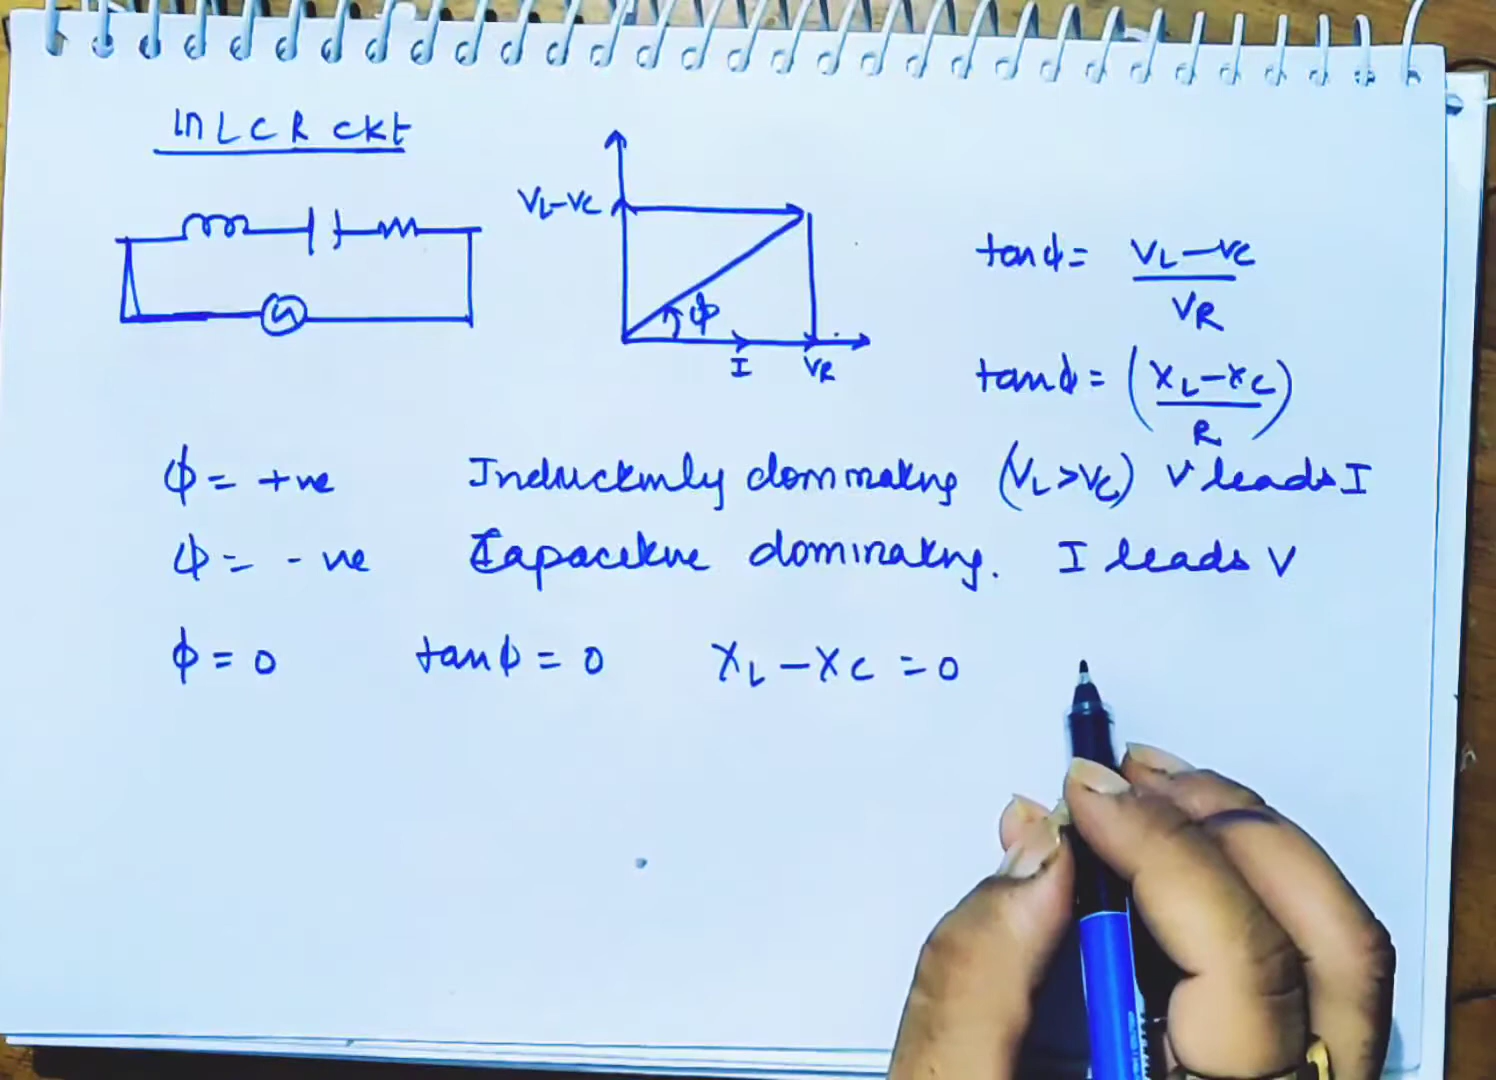 In LCR ckt
VL-VC
ϕ
I
VR
tanϕ = VL-VC / VR
tanϕ = (XL-XC / R)
ϕ = +ve Inductively dominating (VL>VC) V leads I
ϕ = -ve Capacitive dominating. I leads V
ϕ = 0 tanϕ = 0 XL-XC = 0